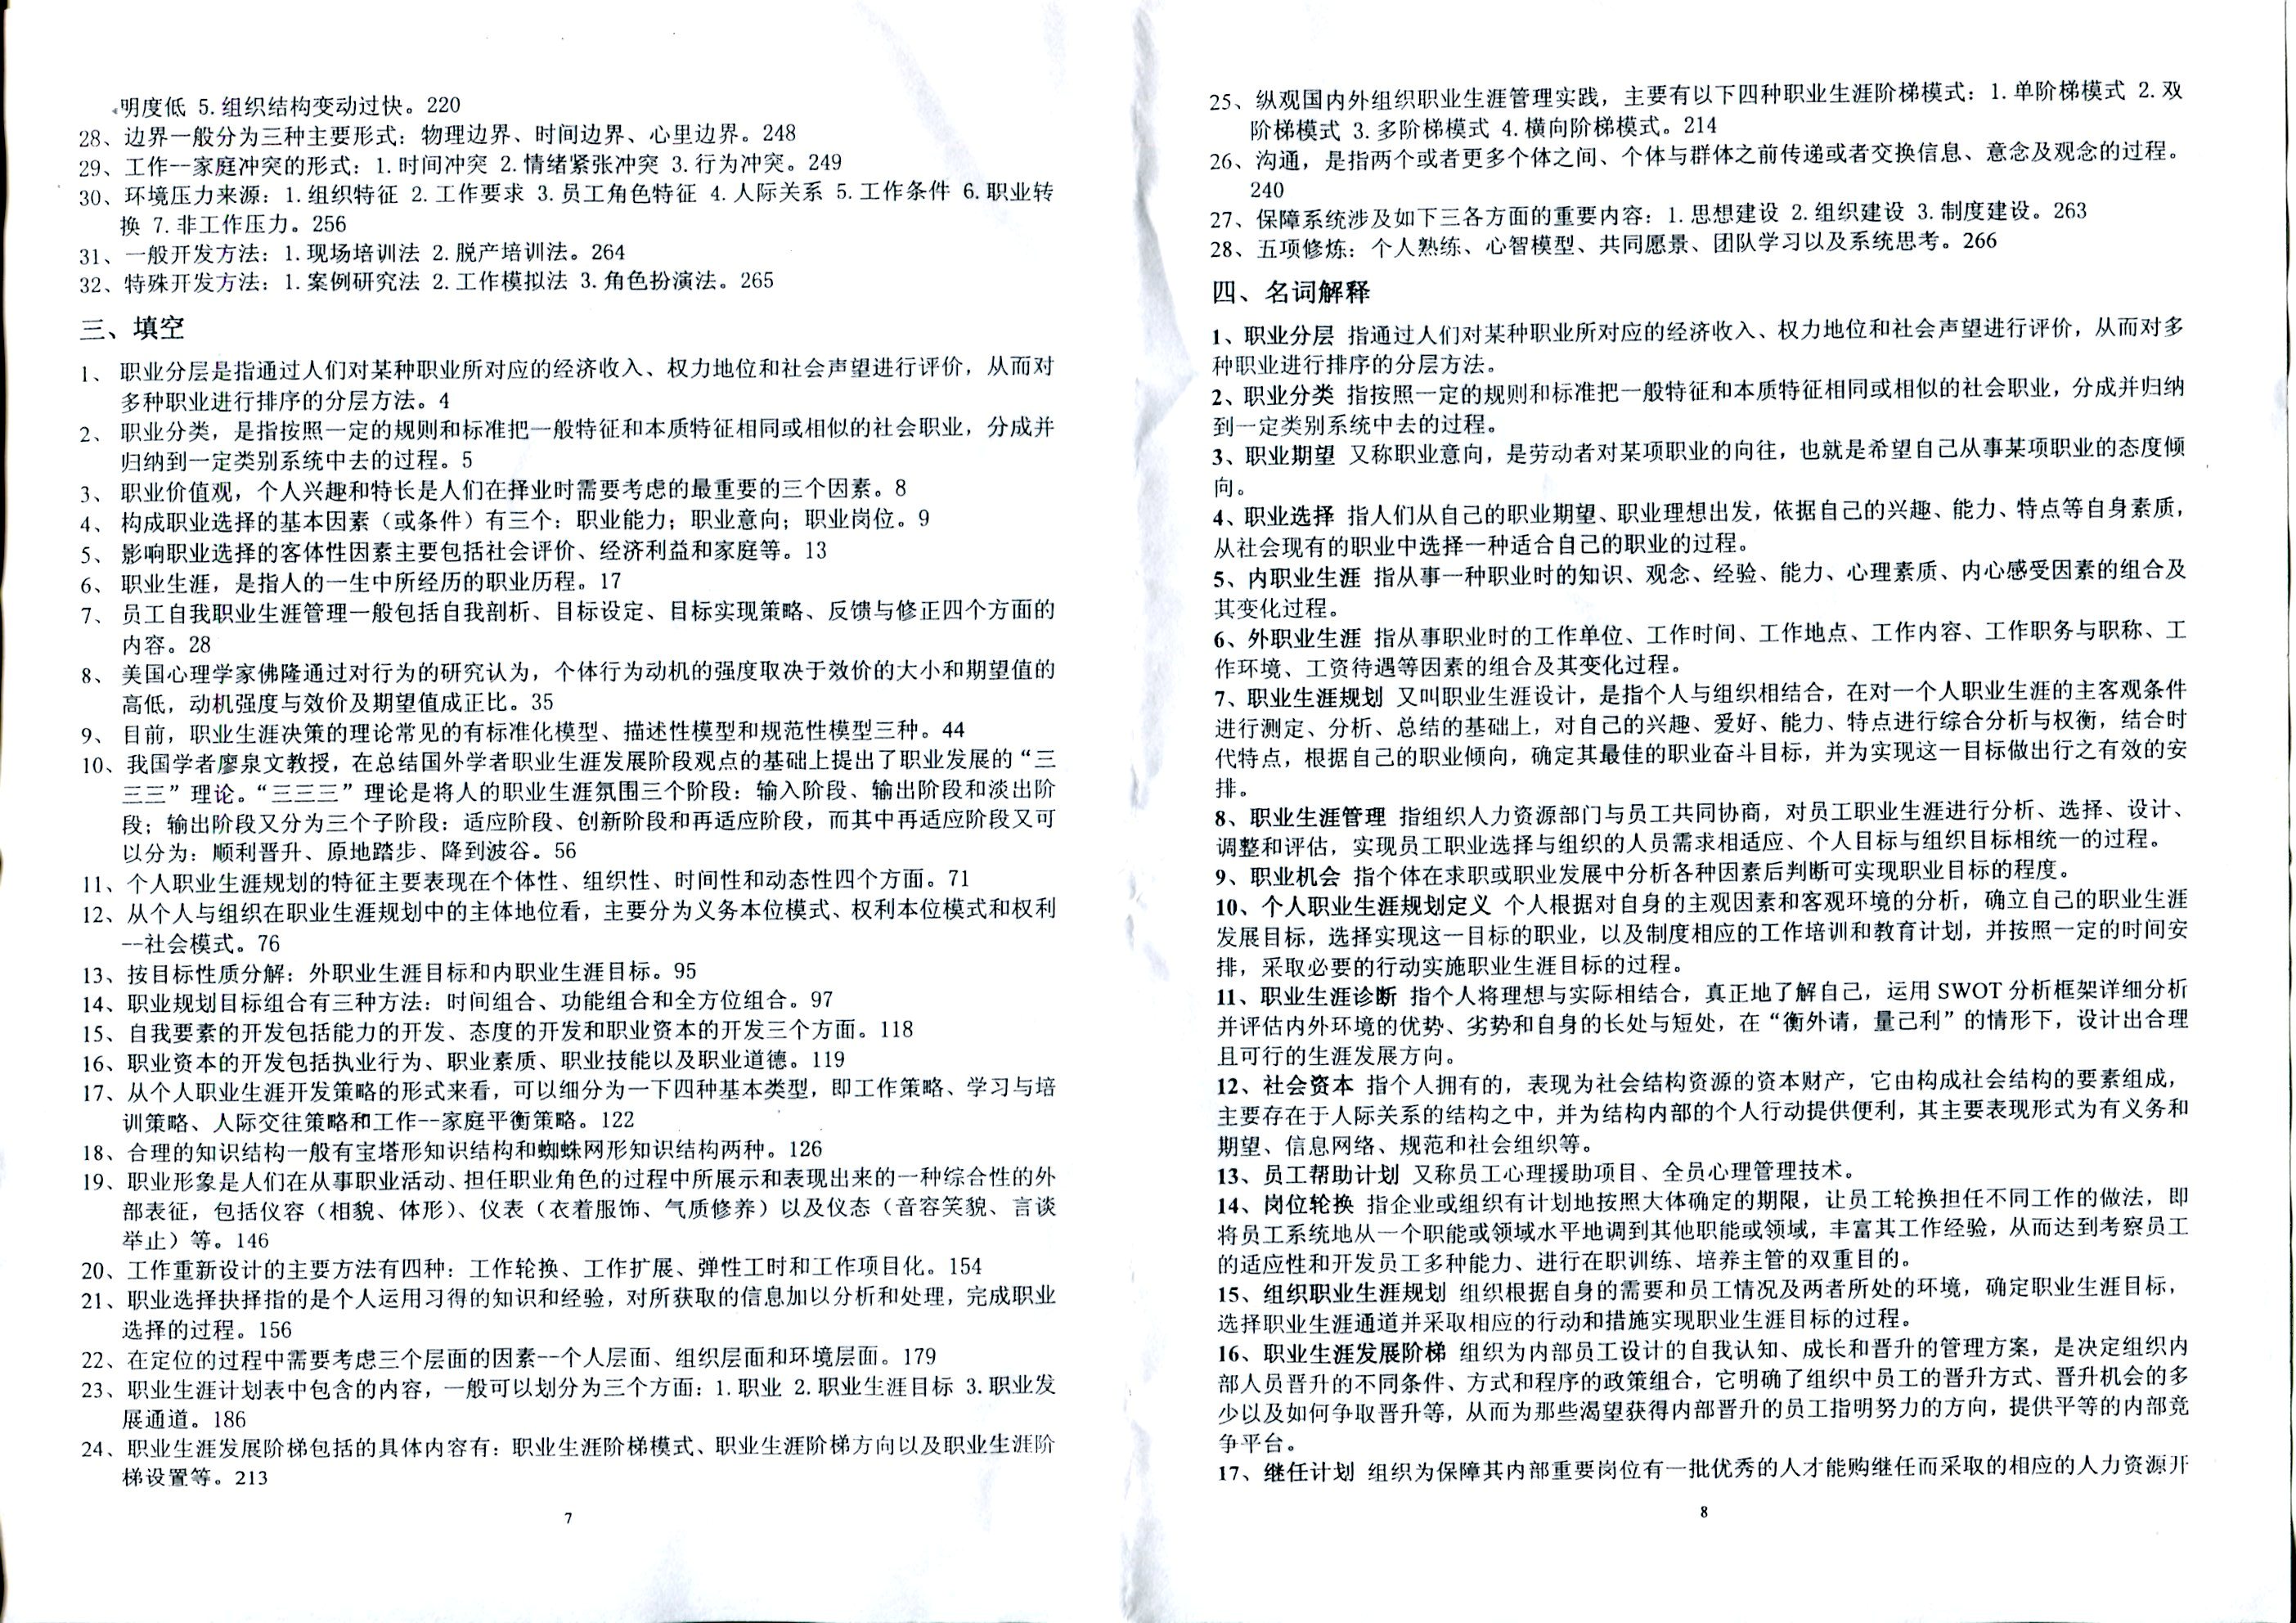 明度低 5.组织结构变动过快。220
28、边界一般分为三种主要形式：物理边界、时间边界、心里边界。248
29、工作--家庭冲突的形式：1.时间冲突 2.情绪紧张冲突 3.行为冲突。249
30、环境压力来源：1.组织特征 2.工作要求 3.员工角色特征 4.人际关系 5.工作条件 6.职业转
换 7.非工作压力。256
31、一般开发方法：1.现场培训法 2.脱产培训法。264
32、特殊开发方法：1.案例研究法 2.工作模拟法 3.角色扮演法。265
三、填空
1、 职业分层是指通过人们对某种职业所对应的经济收入、权力地位和社会声望进行评价，从而对
多种职业进行排序的分层方法。4
2、 职业分类，是指按照一定的规则和标准把一般特征和本质特征相同或相似的社会职业，分成并
归纳到一定类别系统中去的过程。5
3、 职业价值观，个人兴趣和特长是人们在择业时需要考虑的最重要的三个因素。8
4、 构成职业选择的基本因素（或条件）有三个：职业能力；职业意向；职业岗位。9
5、 影响职业选择的客体性因素主要包括社会评价、经济利益和家庭等。13
6、 职业生涯，是指人的一生中所经历的职业历程。17
7、 员工自我职业生涯管理一般包括自我剖析、目标设定、目标实现策略、反馈与修正四个方面的
内容。28
8、 美国心理学家佛隆通过对行为的研究认为，个体行为动机的强度取决于效价的大小和期望值的
高低，动机强度与效价及期望值成正比。35
9、 目前，职业生涯决策的理论常见的有标准化模型、描述性模型和规范性模型三种。44
10、我国学者廖泉文教授，在总结国外学者职业生涯发展阶段观点的基础上提出了职业发展的“三
三三”理论。“三三三”理论是将人的职业生涯氛围三个阶段：输入阶段、输出阶段和淡出阶
段；输出阶段又分为三个子阶段：适应阶段、创新阶段和再适应阶段，而其中再适应阶段又可
以分为：顺利晋升、原地踏步、降到波谷。56
11、个人职业生涯规划的特征主要表现在个体性、组织性、时间性和动态性四个方面。71
12、从个人与组织在职业生涯规划中的主体地位看，主要分为义务本位模式、权利本位模式和权利
--社会模式。76
13、按目标性质分解：外职业生涯目标和内职业生涯目标。95
14、职业规划目标组合有三种方法：时间组合、功能组合和全方位组合。97
15、自我要素的开发包括能力的开发、态度的开发和职业资本的开发三个方面。118
16、职业资本的开发包括执业行为、职业素质、职业技能以及职业道德。119
17、从个人职业生涯开发策略的形式来看，可以细分为一下四种基本类型，即工作策略、学习与培
训策略、人际交往策略和工作--家庭平衡策略。122
18、合理的知识结构一般有宝塔形知识结构和蜘蛛网形知识结构两种。126
19、职业形象是人们在从事职业活动、担任职业角色的过程中所展示和表现出来的一种综合性的外
部表征，包括仪容（相貌、体形）、仪表（衣着服饰、气质修养）以及仪态（音容笑貌、言谈
举止）等。146
20、工作重新设计的主要方法有四种：工作轮换、工作扩展、弹性工时和工作项目化。154
21、职业选择抉择指的是个人运用习得的知识和经验，对所获取的信息加以分析和处理，完成职业
选择的过程。156
22、在定位的过程中需要考虑三个层面的因素--个人层面、组织层面和环境层面。179
23、职业生涯计划表中包含的内容，一般可以划分为三个方面：1.职业 2.职业生涯目标 3.职业发
展通道。186
24、职业生涯发展阶梯包括的具体内容有：职业生涯阶梯模式、职业生涯阶梯方向以及职业生涯阶
梯设置等。213
7
25、纵观国内外组织职业生涯管理实践，主要有以下四种职业生涯阶梯模式：1.单阶梯模式 2.双
阶梯模式 3.多阶梯模式 4.横向阶梯模式。214
26、沟通，是指两个或者更多个体之间、个体与群体之前传递或者交换信息、意念及观念的过程。
240
27、保障系统涉及如下三各方面的重要内容：1.思想建设 2.组织建设 3.制度建设。263
28、五项修炼：个人熟练、心智模型、共同愿景、团队学习以及系统思考。266
四、名词解释
1、职业分层 指通过人们对某种职业所对应的经济收入、权力地位和社会声望进行评价，从而对多
种职业进行排序的分层方法。
2、职业分类 指按照一定的规则和标准把一般特征和本质特征相同或相似的社会职业，分成并归纳
到一定类别系统中去的过程。
3、职业期望 又称职业意向，是劳动者对某项职业的向往，也就是希望自己从事某项职业的态度倾
向。
4、职业选择 指人们从自己的职业期望、职业理想出发，依据自己的兴趣、能力、特点等自身素质，
从社会现有的职业中选择一种适合自己的职业的过程。
5、内职业生涯 指从事一种职业时的知识、观念、经验、能力、心理素质、内心感受因素的组合及
其变化过程。
6、外职业生涯 指从事职业时的工作单位、工作时间、工作地点、工作内容、工作职务与职称、工
作环境、工资待遇等因素的组合及其变化过程。
7、职业生涯规划 又叫职业生涯设计，是指个人与组织相结合，在对一个人职业生涯的主客观条件
进行测定、分析、总结的基础上，对自己的兴趣、爱好、能力、特点进行综合分析与权衡，结合时
代特点，根据自己的职业倾向，确定其最佳的职业奋斗目标，并为实现这一目标做出行之有效的安
排。
8、职业生涯管理 指组织人力资源部门与员工共同协商，对员工职业生涯进行分析、选择、设计、
调整和评估，实现员工职业选择与组织的人员需求相适应、个人目标与组织目标相统一的过程。
9、职业机会 指个体在求职或职业发展中分析各种因素后判断可实现职业目标的程度。
10、个人职业生涯规划定义 个人根据对自身的主观因素和客观环境的分析，确立自己的职业生涯
发展目标，选择实现这一目标的职业，以及制度相应的工作培训和教育计划，并按照一定的时间安
排，采取必要的行动实施职业生涯目标的过程。
11、职业生涯诊断 指个人将理想与实际相结合，真正地了解自己，运用 SWOT 分析框架详细分析
并评估内外环境的优势、劣势和自身的长处与短处，在“衡外请，量己利”的情形下，设计出合理
且可行的生涯发展方向。
12、社会资本 指个人拥有的，表现为社会结构资源的资本财产，它由构成社会结构的要素组成，
主要存在于人际关系的结构之中，并为结构内部的个人行动提供便利，其主要表现形式为有义务和
期望、信息网络、规范和社会组织等。
13、员工帮助计划 又称员工心理援助项目、全员心理管理技术。
14、岗位轮换 指企业或组织有计划地按照大体确定的期限，让员工轮换担任不同工作的做法，即
将员工系统地从一个职能或领域水平地调到其他职能或领域，丰富其工作经验，从而达到考察员工
的适应性和开发员工多种能力、进行在职训练、培养主管的双重目的。
15、组织职业生涯规划 组织根据自身的需要和员工情况及两者所处的环境，确定职业生涯目标，
选择职业生涯通道并采取相应的行动和措施实现职业生涯目标的过程。
16、职业生涯发展阶梯 组织为内部员工设计的自我认知、成长和晋升的管理方案，是决定组织内
部人员晋升的不同条件、方式和程序的政策组合，它明确了组织中员工的晋升方式、晋升机会的多
少以及如何争取晋升等，从而为那些渴望获得内部晋升的员工指明努力的方向，提供平等的内部竞
争平台。
17、继任计划 组织为保障其内部重要岗位有一批优秀的人才能购继任而采取的相应的人力资源开
8